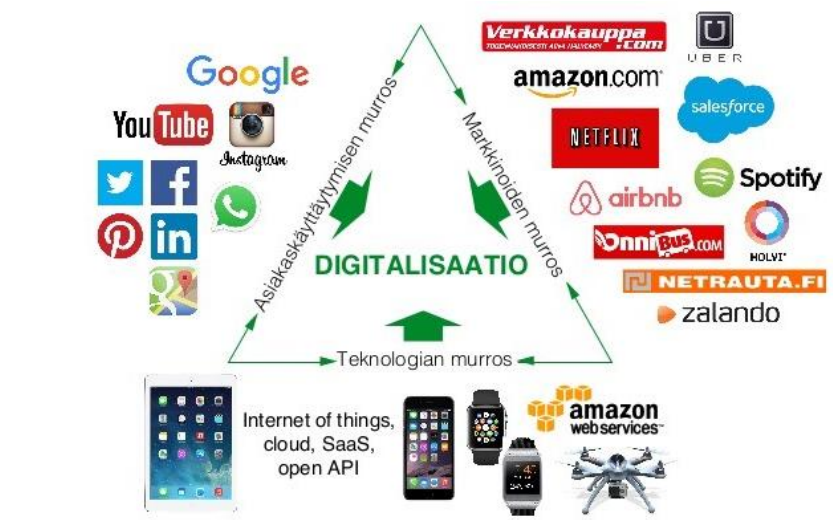 Google
YouTube
Instagram
in
Asiakaskäyttäytymisen murros
Markkinoiden murros
DIGITALISAATIO
Teknologian murros
Verkkokauppa
.com
UBER
amazon.com
salesforce
NETFLIX
airbnb
Spotify
OnniBus.com
HOLVI
NETRAUTA.FI
zalando
Internet of things,
cloud, SaaS,
open API
amazon
webservices